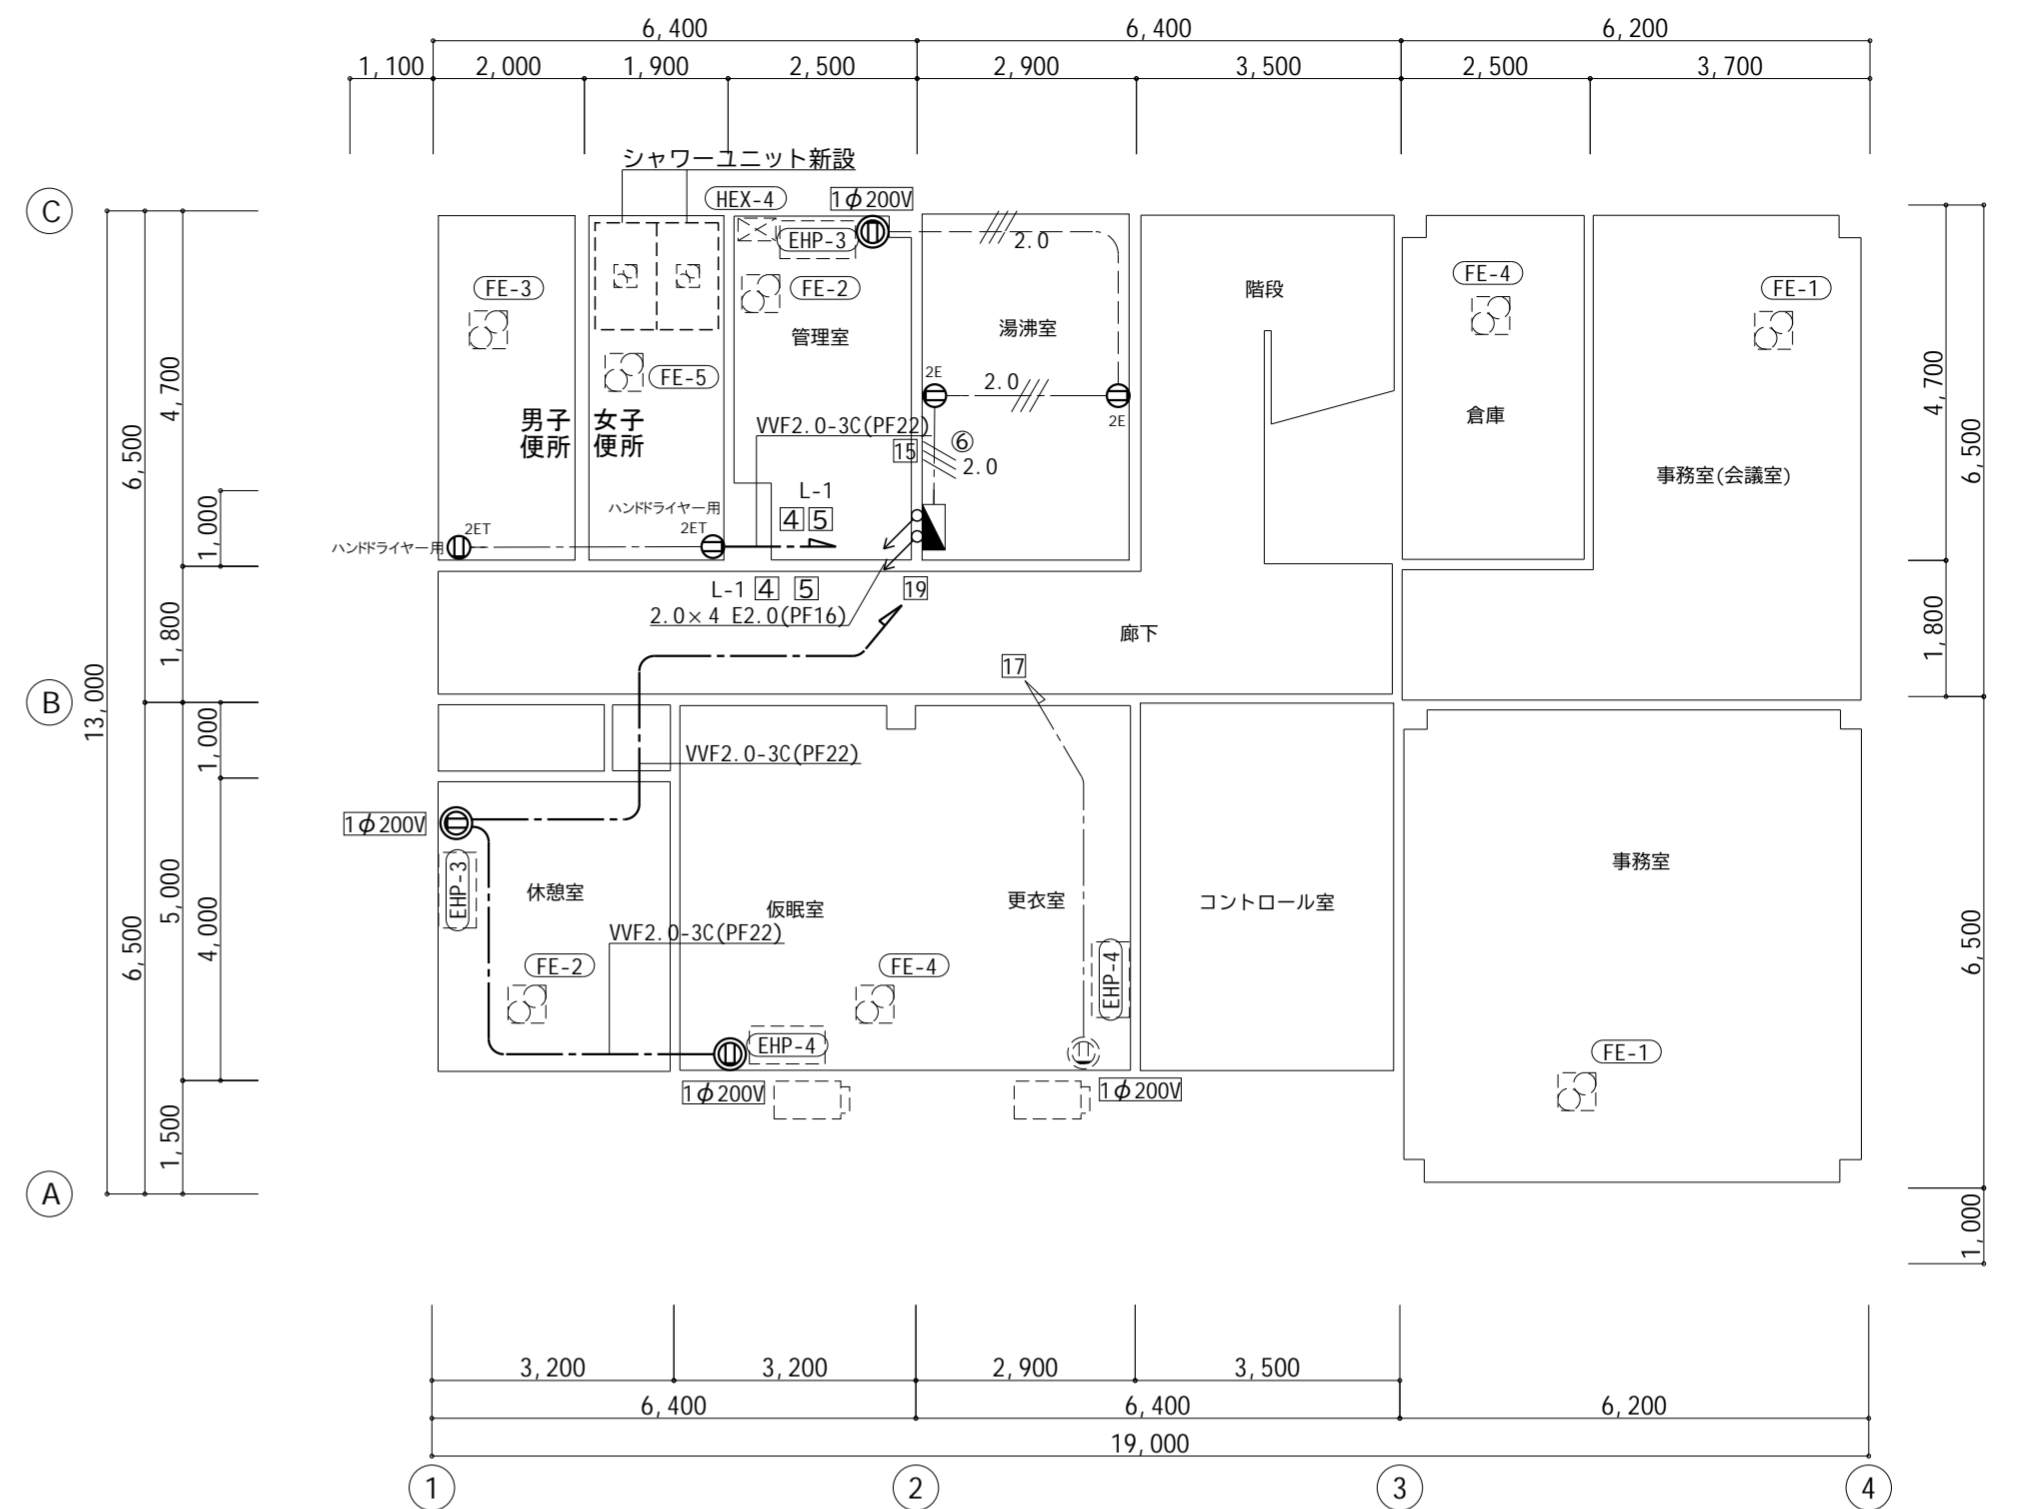 6,400 6,400 6,200
1,100 2,000 1,900 2,500 2,900 3,500 2,500 3,700
シャワーユニット新設
HEX-4 1φ200V
C
EHP-3 2.0
FE-3 FE-2 階段 FE-4 FE-1
管理室 湯沸室
4,700 4,700
FE-5 2E 2.0
2E
男子
便所
女子
便所
倉庫
VVF2.0-3C(PF22)
15 ⑥
2.0
6,500 6,500
事務室(会議室)
L-1
4 5
ハンドドライヤー用
2ET
1,000
ハンドドライヤー用 2ET
L-1 4 5 19
2.0×4 E2.0(PF16)
廊下
1,800 1,800
17
B
13,000
1,000
VVF2.0-3C(PF22)
1φ200V
EHP-3
休憩室 仮眠室 更衣室 コントロール室 事務室
5,000
4,000
6,500 6,500
VVF2.0-3C(PF22)
FE-2 FE-4 EHP-4
EHP-4 FE-1
1φ200V 1φ200V
1,500
A
1,000
3,200 3,200 2,900 3,500
6,400 6,400 6,200
19,000
1 2 3 4